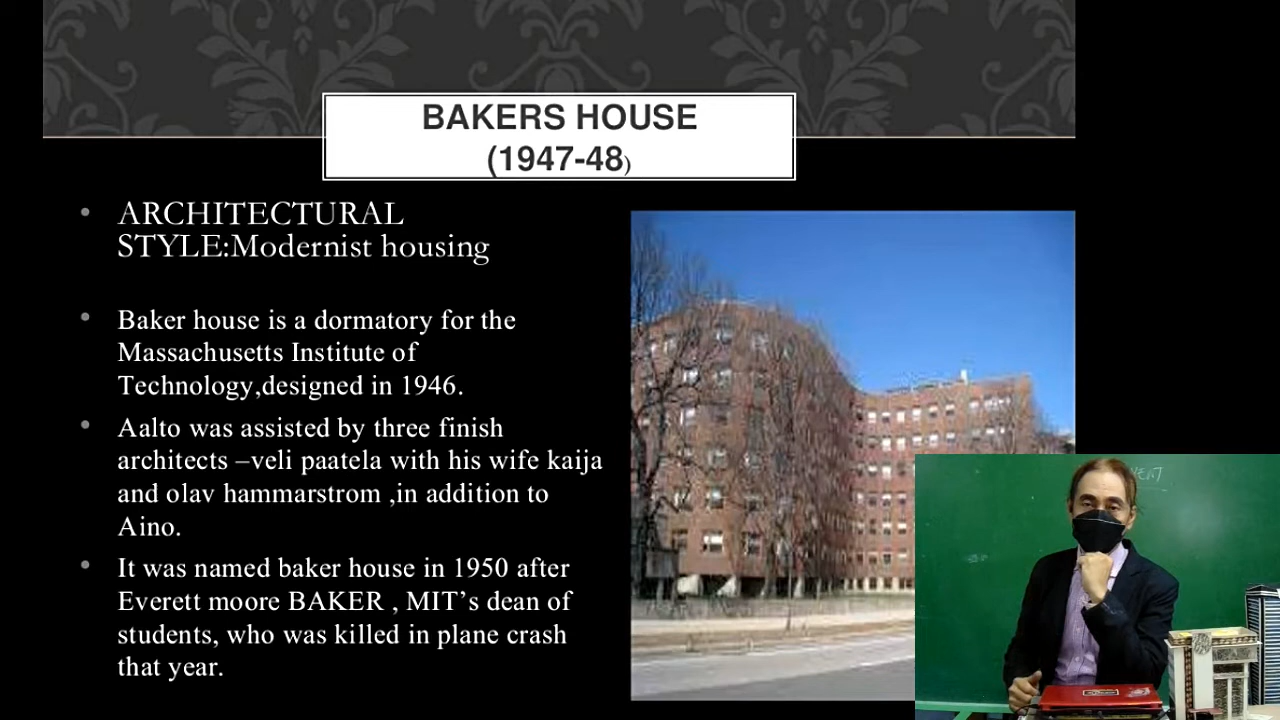 BAKERS HOUSE
(1947-48)
ARCHITECTURAL
STYLE:Modernist housing
Baker house is a dormatory for the
Massachusetts Institute of
Technology,designed in 1946.
Aalto was assisted by three finish
architects –veli paatela with his wife kaija
and olav hammarstrom ,in addition to
Aino.
It was named baker house in 1950 after
Everett moore BAKER , MIT’s dean of
students, who was killed in plane crash
that year.